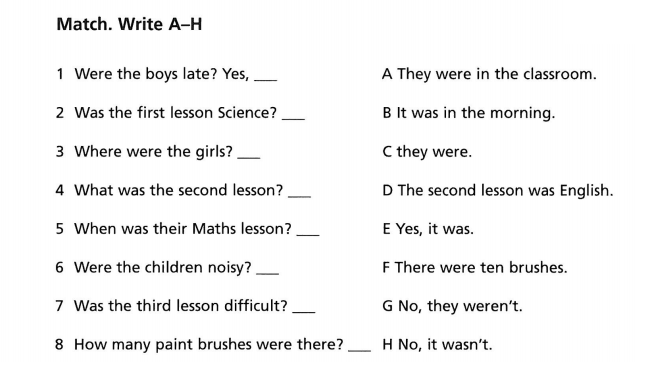 Match. Write A–H
1 Were the boys late? Yes, ___ A They were in the classroom.
2 Was the first lesson Science? ___ B It was in the morning.
3 Where were the girls? ___ C they were.
4 What was the second lesson? ___ D The second lesson was English.
5 When was their Maths lesson? ___ E Yes, it was.
6 Were the children noisy? ___ F There were ten brushes.
7 Was the third lesson difficult? ___ G No, they weren't.
8 How many paint brushes were there? ___ H No, it wasn't.